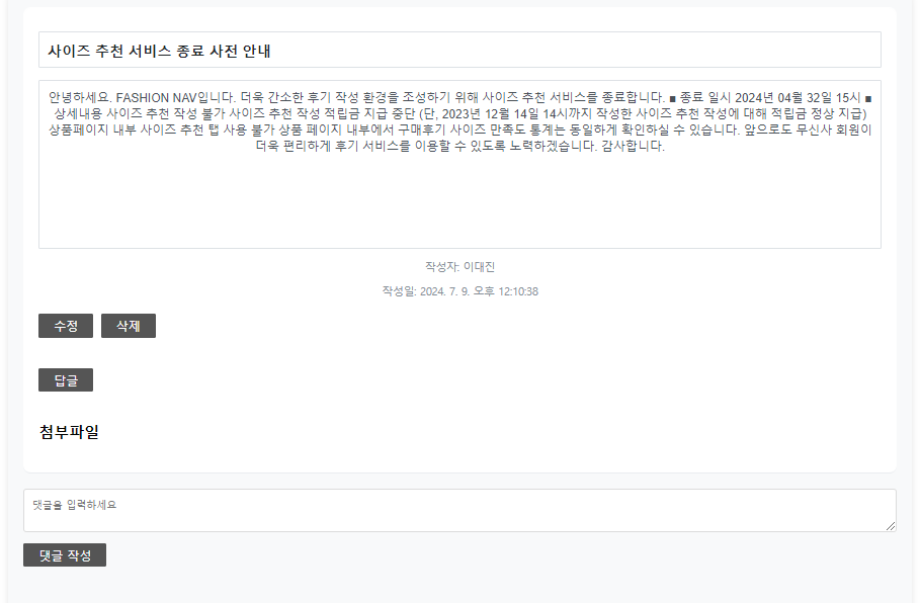 사이즈 추천 서비스 종료 사전 안내
안녕하세요. FASHION NAV입니다. 더욱 간소한 후기 작성 환경을 조성하기 위해 사이즈 추천 서비스를 종료합니다. ■ 종료 일시 2024년 04월 32일 15시 ■
상세내용 사이즈 추천 작성 불가 사이즈 추천 작성 적립금 지급 중단 (단, 2023년 12월 14일 14시까지 작성한 사이즈 추천 작성에 대해 적립금 정상 지급)
상품페이지 내부 사이즈 추천 탭 사용 불가 상품 페이지 내부에서 구매후기 사이즈 만족도 통계는 동일하게 확인하실 수 있습니다. 앞으로도 무신사 회원이
더욱 편리하게 후기 서비스를 이용할 수 있도록 노력하겠습니다. 감사합니다.
작성자: 이대진
작성일: 2024. 7. 9. 오후 12:10:38
수정 삭제
답글
첨부파일
댓글을 입력하세요
댓글 작성